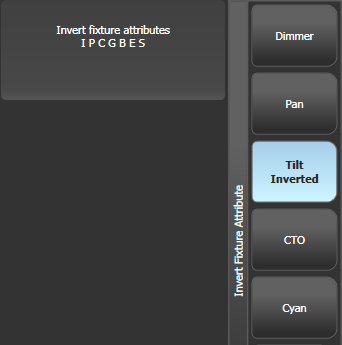 Invert fixture attributes
I P C G B E S
Invert Fixture Attribute
Dimmer
Pan
Tilt
Inverted
CTO
Cyan